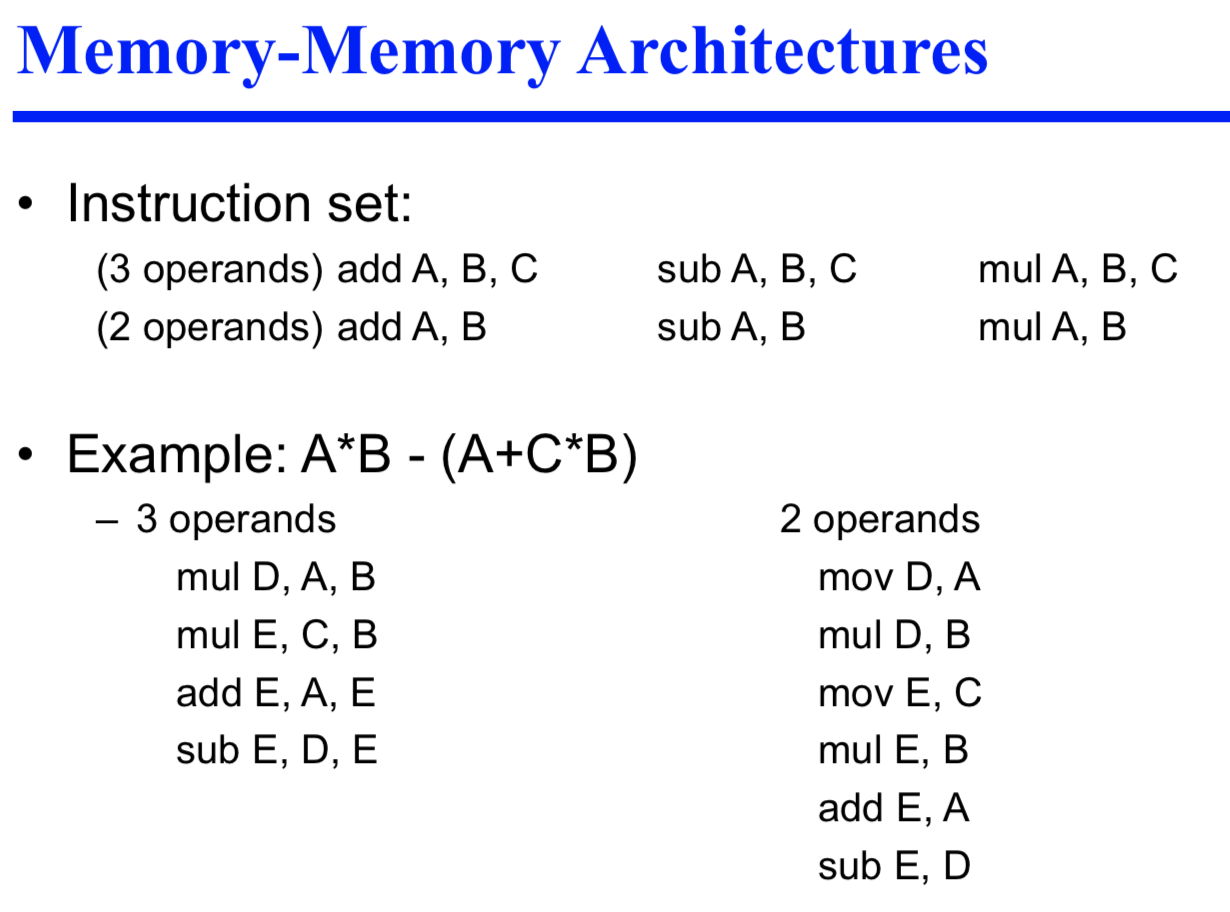 Memory-Memory Architectures
• Instruction set:
(3 operands) add A, B, C sub A, B, C mul A, B, C
(2 operands) add A, B sub A, B mul A, B
• Example: A*B - (A+C*B)
– 3 operands 2 operands
mul D, A, B mov D, A
mul E, C, B mul D, B
add E, A, E mov E, C
sub E, D, E mul E, B
add E, A
sub E, D